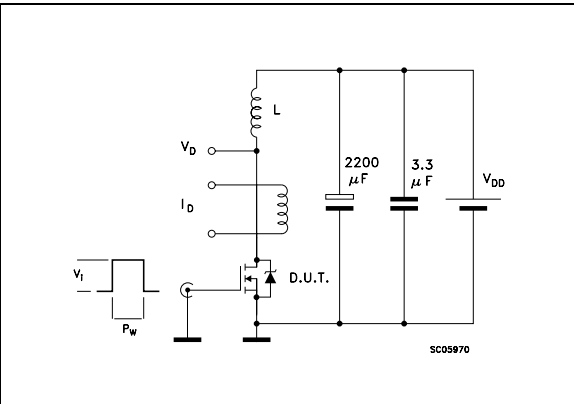 L
V_D
2200
μF
3.3
μF
V_DD
I_D
D.U.T.
V_i
P_W
SC05970